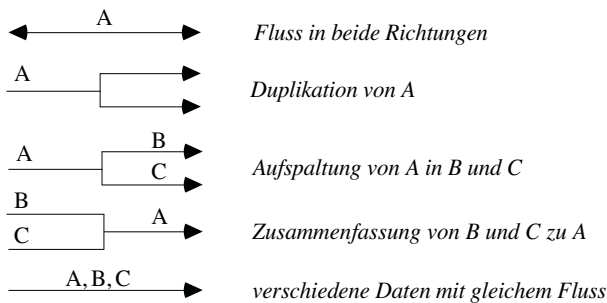 A
Fluss in beide Richtungen
A
Duplikation von A
B
A
C
Aufspaltung von A in B und C
B
A
C
Zusammenfassung von B und C zu A
A, B, C
verschiedene Daten mit gleichem Fluss